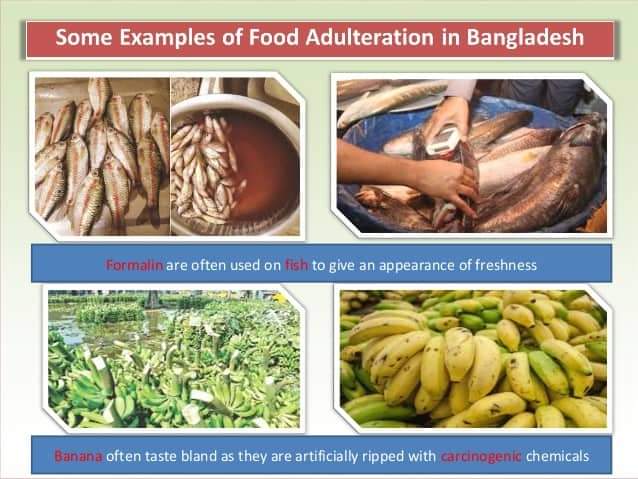 Some Examples of Food Adulteration in Bangladesh
Formalin are often used on fish to give an appearance of freshness
Banana often taste bland as they are artificially ripped with carcinogenic chemicals